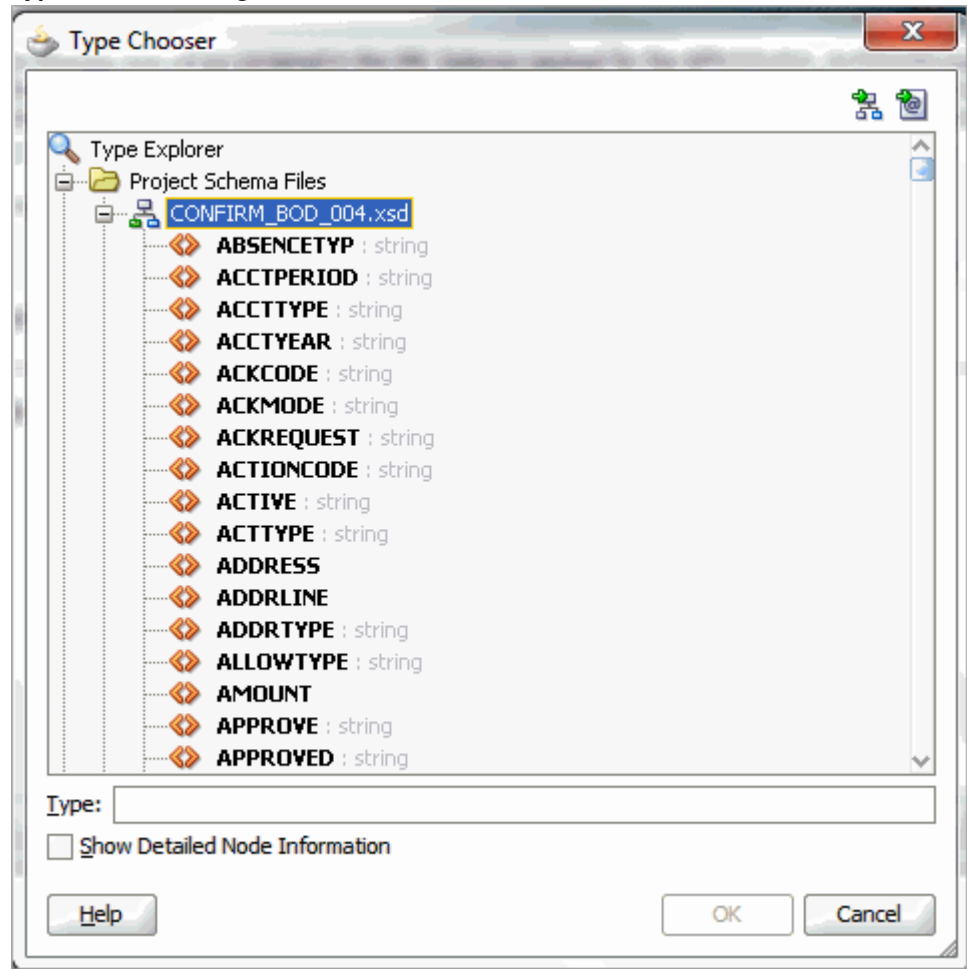 Type Chooser
Type Explorer
Project Schema Files
CONFIRM_BOD_004.xsd
ABSENCETYP : string
ACCTPERIOD : string
ACCTTYPE : string
ACCTYEAR : string
ACKCODE : string
ACKMODE : string
ACKREQUEST : string
ACTIONCODE : string
ACTIVE : string
ACTTYPE : string
ADDRESS
ADDRLINE
ADDRTYPE : string
ALLOWTYPE : string
AMOUNT
APPROVE : string
APPROVED : string
Type:
Show Detailed Node Information
Help OK Cancel